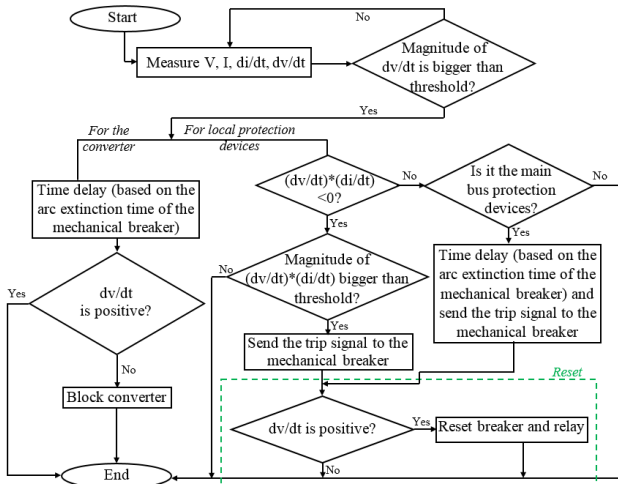 Start
No
Measure V, I, di/dt, dv/dt
Magnitude of
dv/dt is bigger than
threshold?
Yes
For the
converter
For local protection
devices
Time delay (based on the
arc extinction time of the
mechanical breaker)
(dv/dt)*(di/dt)
<0?
No
Is it the main
bus protection
devices?
No
Yes
Yes
Magnitude of
(dv/dt)*(di/dt) bigger than
threshold?
No
Time delay (based on the
arc extinction time of the
mechanical breaker) and
send the trip signal to the
mechanical breaker
Yes
dv/dt
is positive?
Yes
Send the trip signal to the
mechanical breaker
No
Reset
Block converter
dv/dt is positive?
Yes
Reset breaker and relay
No
End